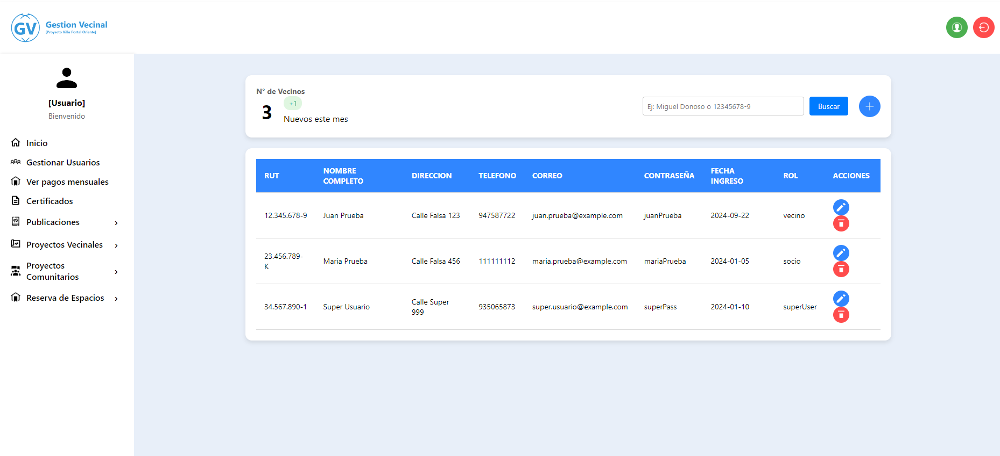 GV
Gestion Vecinal
[Proyecto Villa Portal Oriente]
[Usuario]
Bienvenido
Inicio
Gestionar Usuarios
Ver pagos mensuales
Certificados
Publicaciones
Proyectos Vecinales
Proyectos
Comunitarios
Reserva de Espacios
N° de Vecinos
3
+1
Nuevos este mes
Ej: Miguel Donoso o 12345678-9
Buscar
RUT NOMBRE COMPLETO DIRECCION TELEFONO CORREO CONTRASEÑA FECHA INGRESO ROL ACCIONES
12.345.678-9 Juan Prueba Calle Falsa 123 947587722 juan.prueba@example.com juanPrueba 2024-09-22 vecino
23.456.789-K Maria Prueba Calle Falsa 456 111111112 maria.prueba@example.com mariaPrueba 2024-01-05 socio
34.567.890-1 Super Usuario Calle Super 999 935065873 super.usuario@example.com superPass 2024-01-10 superUser